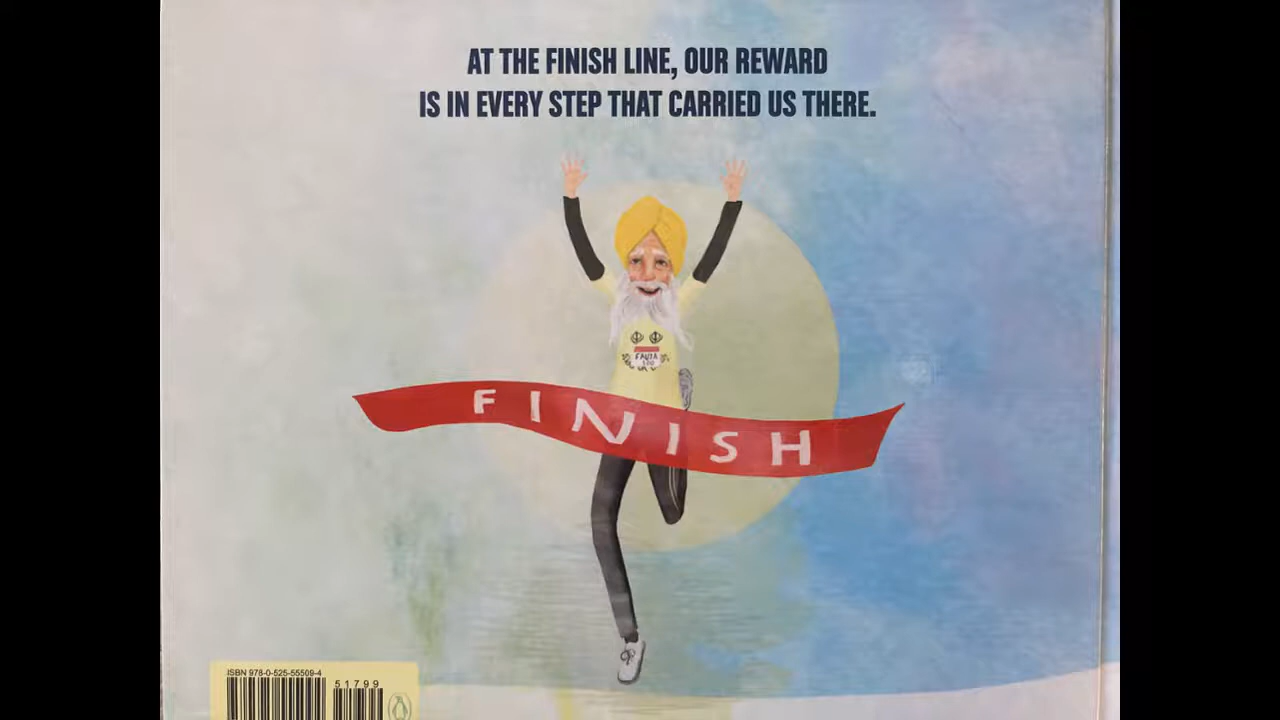 AT THE FINISH LINE, OUR REWARD
IS IN EVERY STEP THAT CARRIED US THERE.
FAUJA
100
FINISH
ISBN 978-0-525-55509-4
51799